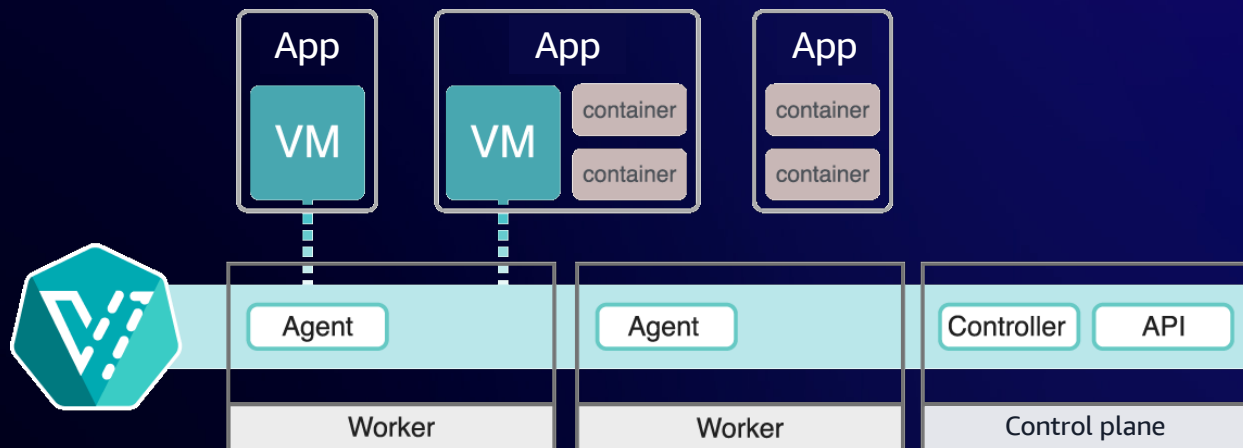 App
App
App
VM
VM
container
container
container
container
Agent
Agent
Controller
API
Worker
Worker
Control plane